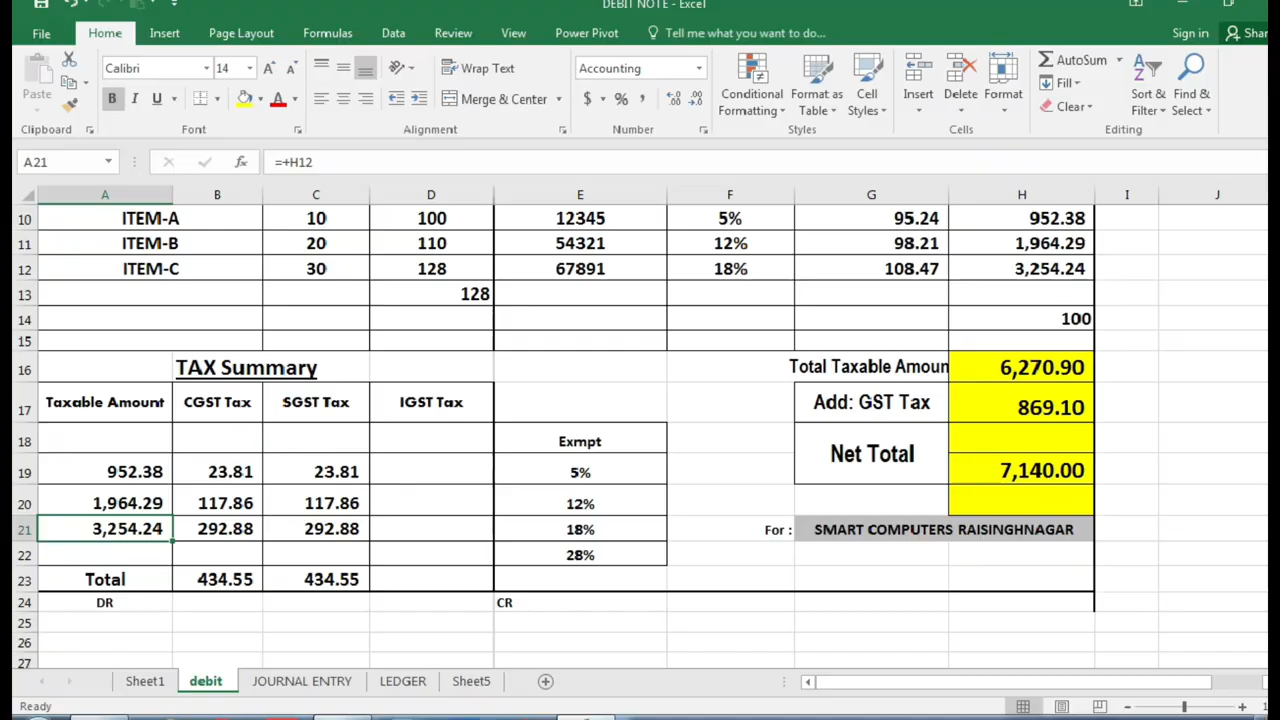 DEBIT NOTE - Excel
File Home Insert Page Layout Formulas Data Review View Power Pivot Tell me what you want to do... Sign in Shar
Paste Calibri 14 Wrap Text Accounting Conditional Formatting Format as Table Cell Styles Insert Delete Format AutoSum Fill Clear Sort & Filter Find & Select
B I U Merge & Center $ % ,
Clipboard Font Alignment Number Styles Cells Editing
A21 fx =+H12
A B C D E F G H I J
10 ITEM-A 10 100 12345 5% 95.24 952.38
11 ITEM-B 20 110 54321 12% 98.21 1,964.29
12 ITEM-C 30 128 67891 18% 108.47 3,254.24
13 128
14 100
15
16 TAX Summary Total Taxable Amoun 6,270.90
17 Taxable Amount CGST Tax SGST Tax IGST Tax Add: GST Tax 869.10
18 Exmpt
Net Total
19 952.38 23.81 23.81 5% 7,140.00
20 1,964.29 117.86 117.86 12%
21 3,254.24 292.88 292.88 18% For : SMART COMPUTERS RAISINGHNAGAR
22 28%
23 Total 434.55 434.55
24 DR CR
25
26
27
Sheet1 debit JOURNAL ENTRY LEDGER Sheet5
Ready